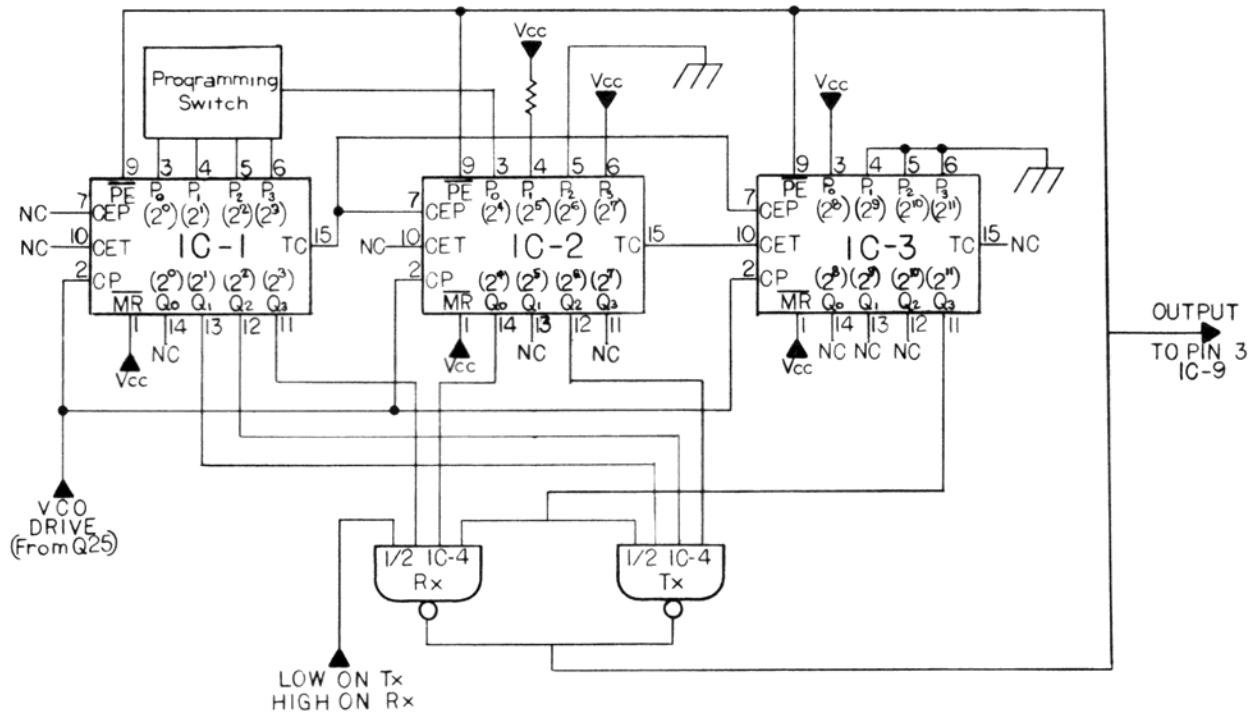 Vcc
Programming
Switch
Vcc
Vcc
9 3 4 5 6
PE P0 P1 P2 P3
(2^0) (2^1) (2^2) (2^3)
7 CEP
NC
10 CET IC-1 TC 15
NC
2 CP
(2^0) (2^1) (2^2) (2^3)
MR Q0 Q1 Q2 Q3
1 14 13 12 11
NC
Vcc
9 3 4 5 6
PE P0 P1 P2 P3
(2^4) (2^5) (2^6) (2^7)
7 CEP
NC 10 CET IC-2 TC 15
2 CP
(2^4) (2^5) (2^6) (2^7)
MR Q0 Q1 Q2 Q3
1 14 13 12 11
NC NC
Vcc
9 3 4 5 6
PE P0 P1 P2 P3
(2^8) (2^9) (2^10) (2^11)
7 CEP
10 CET IC-3 TC 15 NC
2 CP
(2^8) (2^9) (2^10) (2^11)
MR Q0 Q1 Q2 Q3
1 14 13 12 11
NC NC NC
Vcc
OUTPUT
TO PIN 3
IC-9
VCO
DRIVE
(From Q25)
1/2 IC-4
Rx
1/2 IC-4
Tx
LOW ON Tx
HIGH ON Rx